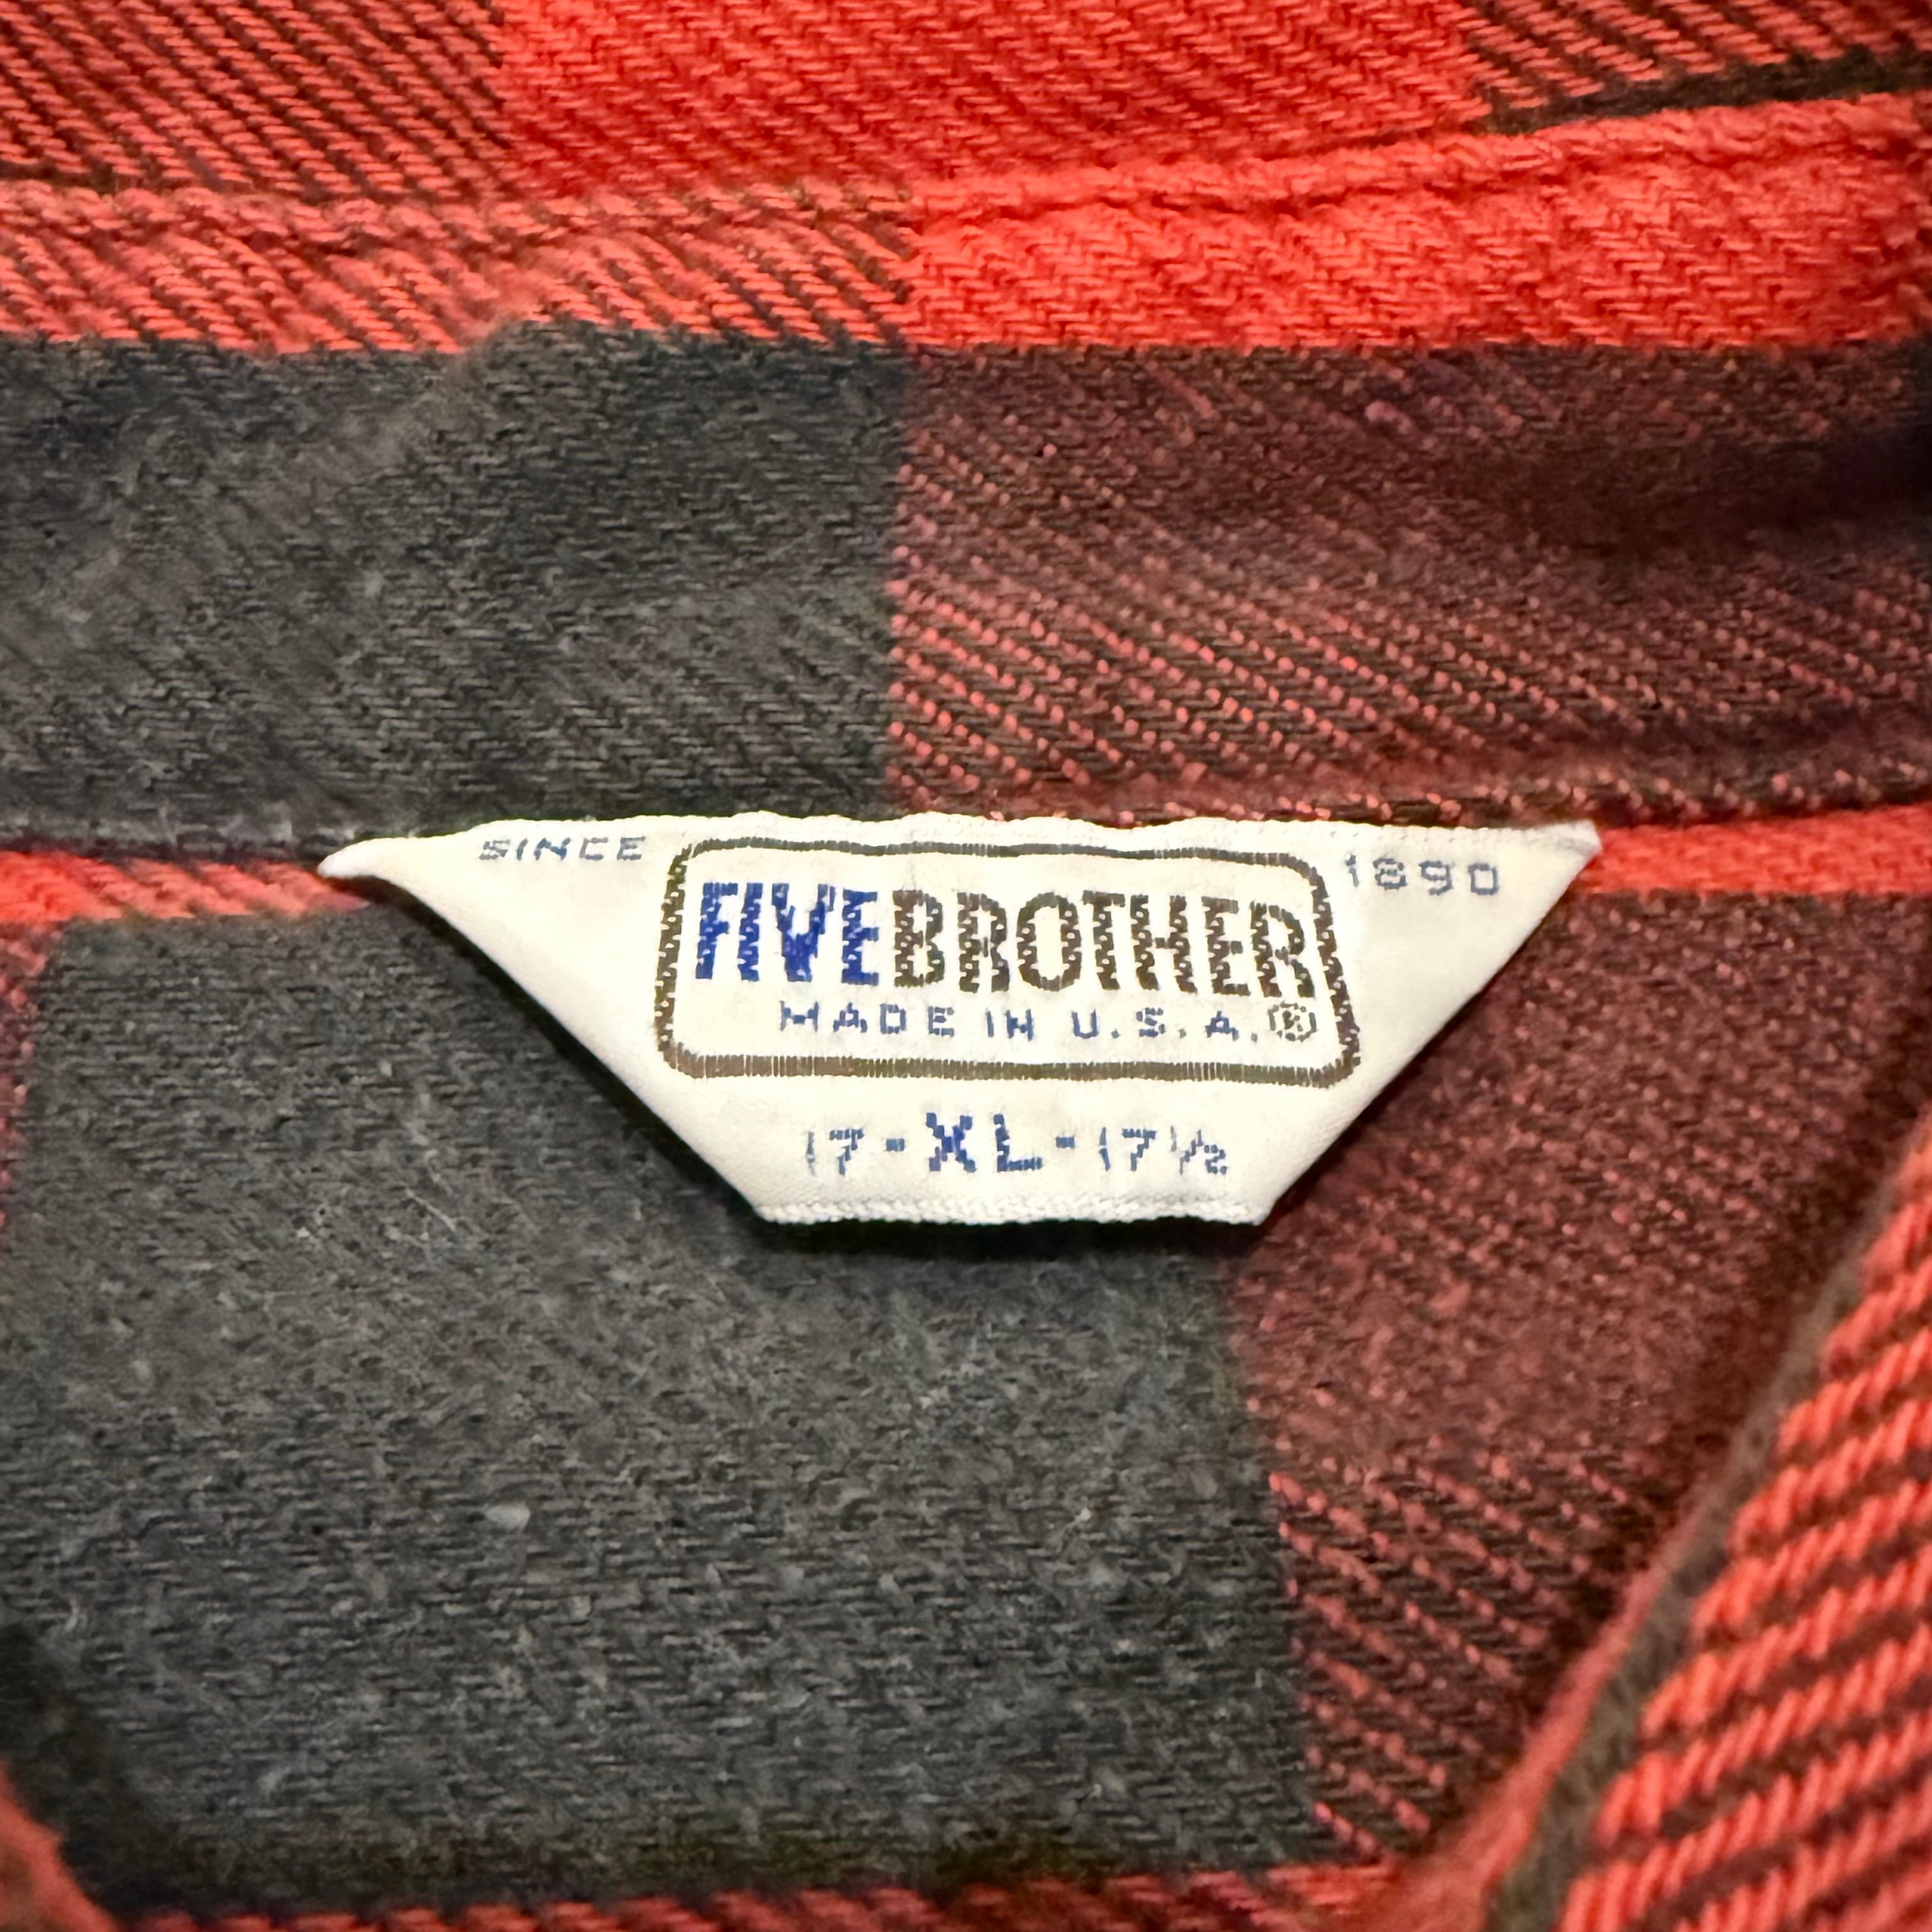 SINCE 1890
FIVEBROTHER
MADE IN U.S.A.®
17-XL-17½